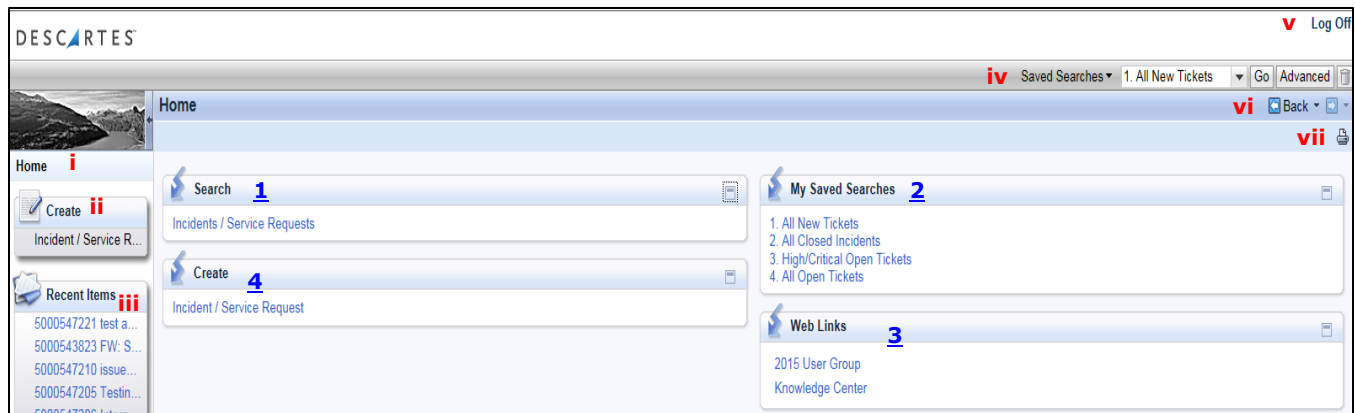 DESCARTES
v Log Off
iv Saved Searches 1. All New Tickets Go Advanced
Home
vi Back
vii
Home i
Create ii
Incident / Service R...
Recent Items iii
5000547221 test a...
5000543823 FW: S...
5000547210 issue...
5000547205 Testin...
Search 1
Incidents / Service Requests
Create 4
Incident / Service Request
My Saved Searches 2
1. All New Tickets
2. All Closed Incidents
3. High/Critical Open Tickets
4. All Open Tickets
Web Links 3
2015 User Group
Knowledge Center